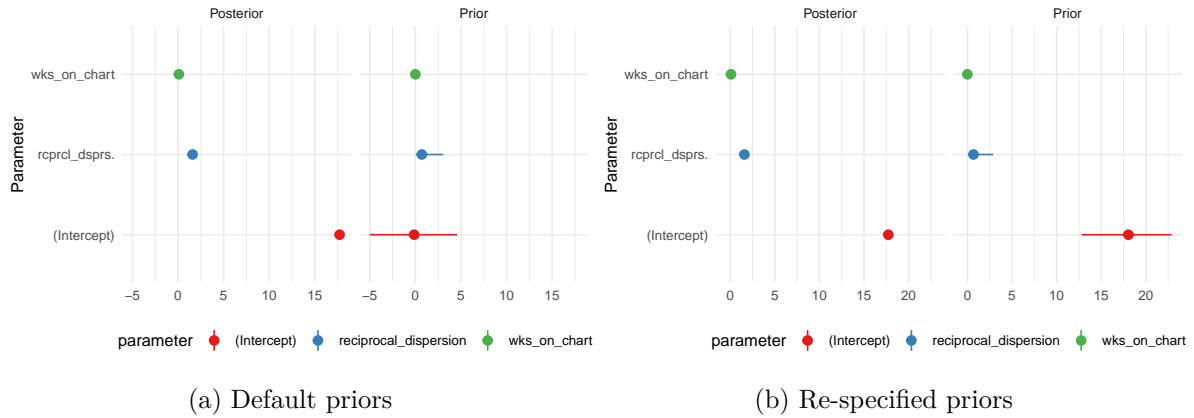 Posterior Prior Posterior Prior
wks_on_chart wks_on_chart
Parameter Parameter
rcprcl_dsprs. rcprcl_dsprs.
(Intercept) (Intercept)
−5 0 5 10 15 −5 0 5 10 15 0 5 10 15 20 0 5 10 15 20
parameter (Intercept) reciprocal_dispersion wks_on_chart parameter (Intercept) reciprocal_dispersion wks_on_chart
(a) Default priors (b) Re-specified priors